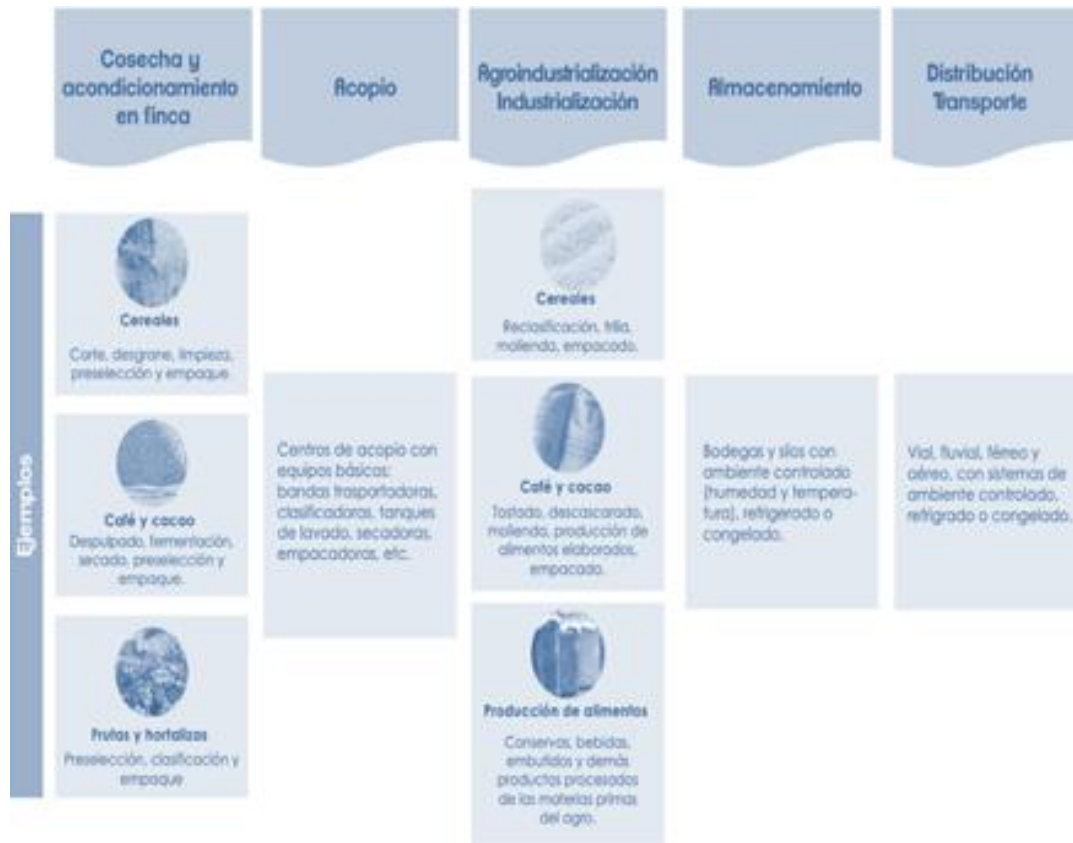 Cosecha y
acondicionamiento
en finca
Acopio
Agroindustrialización
Industrialización
Almacenamiento
Distribución
Transporte
Ejemplos
Cereales
Corte, desgrane, limpieza,
preselección y empaque.
Café y cacao
Despulpado, fermentación,
secado, preselección y
empaque.
Frutas y hortalizas
Preselección, clasificación y
empaque
Centros de acopio con
equipos básicos:
bandas trasportadoras,
clasificadoras, tanques
de lavado, secadoras,
empacadoras, etc.
Cereales
Reclasificación, trilla,
molienda, empacado.
Café y cacao
Tostado, descascarado,
molienda, producción de
alimentos elaborados,
empacado.
Producción de alimentos
Conservas, bebidas,
embutidos y demás
productos procesados
de las materias primas
del agro.
Bodegas y silos con
ambiente controlado
(humedad y tempera-
tura), refrigerado o
congelado.
Vial, fluvial, férreo y
aéreo, con sistemas de
ambiente controlado,
refrigrado o congelado.